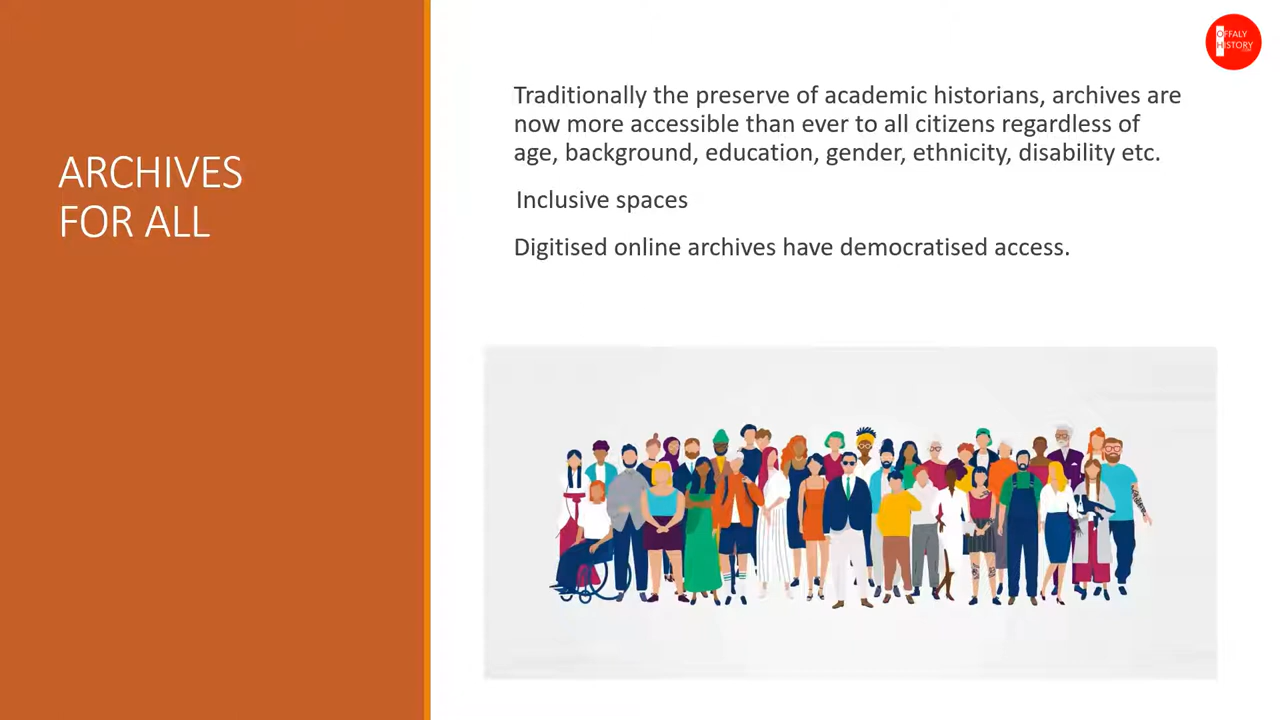 OFFALY
HISTORY
ARCHIVES
FOR ALL
Traditionally the preserve of academic historians, archives are
now more accessible than ever to all citizens regardless of
age, background, education, gender, ethnicity, disability etc.
Inclusive spaces
Digitised online archives have democratised access.